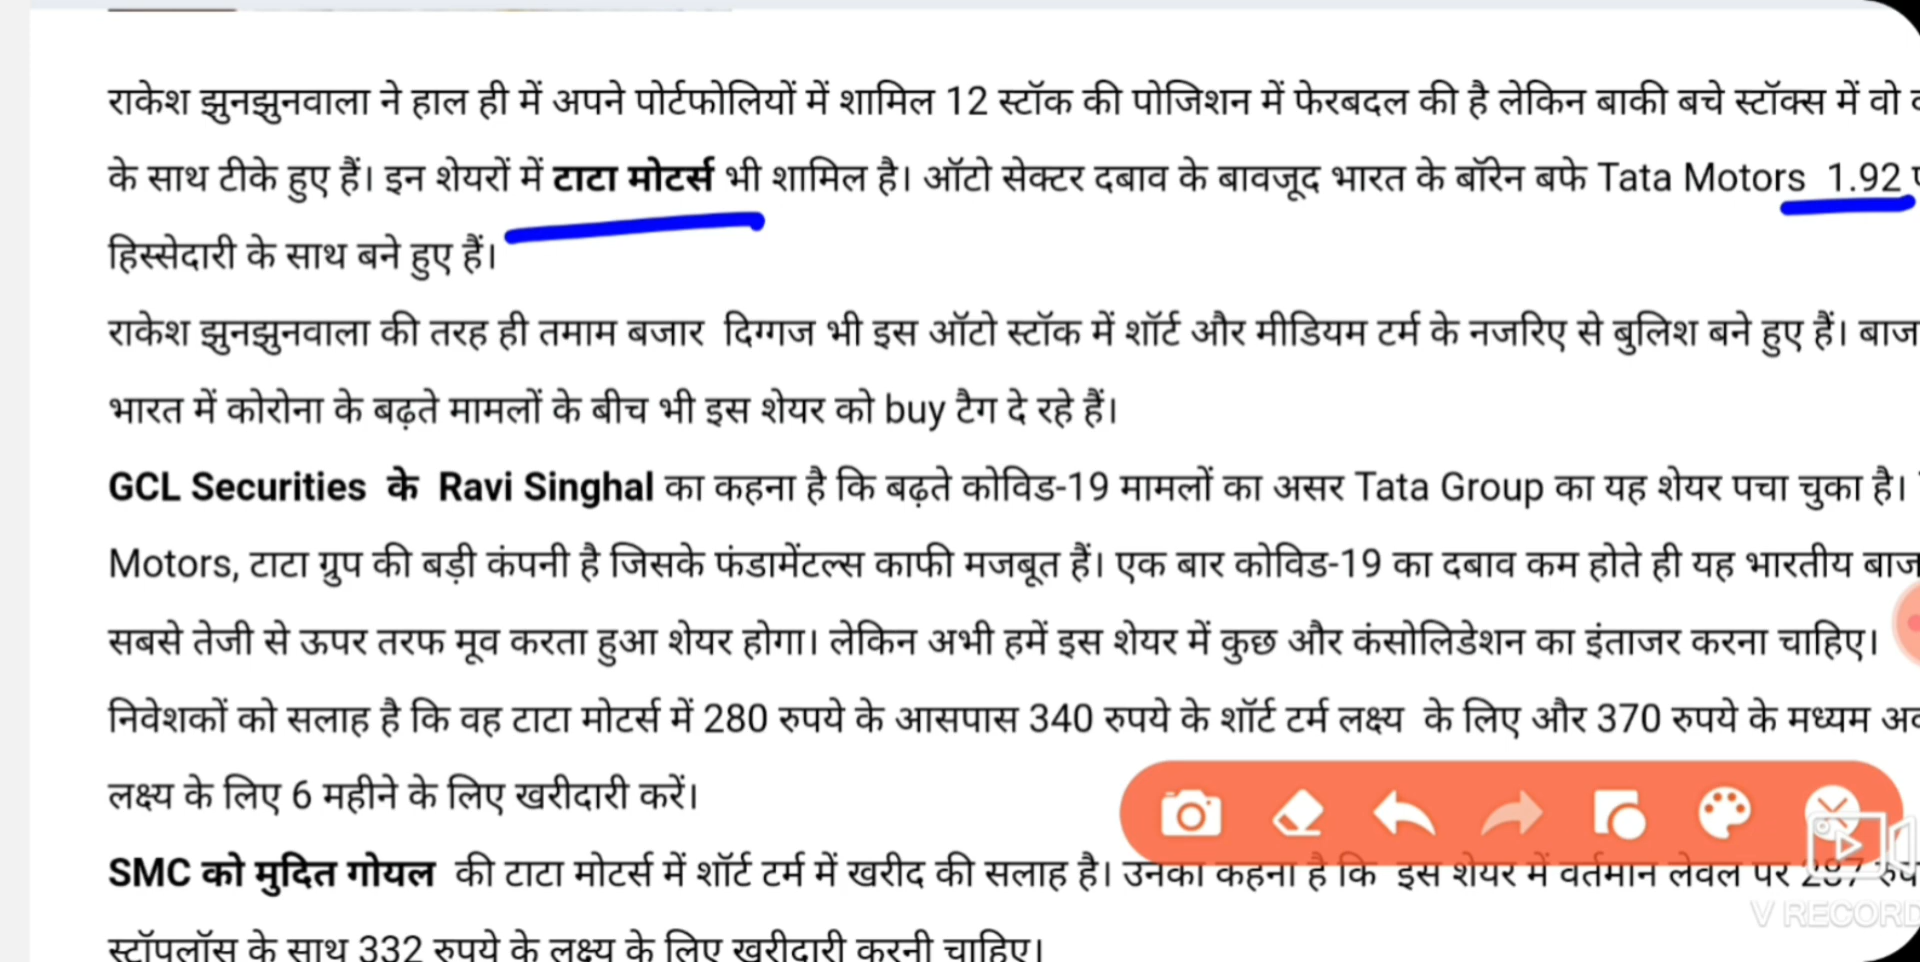 राकेश झुनझुनवाला ने हाल ही में अपने पोर्टफोलियों में शामिल 12 स्टॉक की पोजिशन में फेरबदल की है लेकिन बाकी बचे स्टॉक्स में वो
के साथ टीके हुए हैं। इन शेयरों में टाटा मोटर्स भी शामिल है। ऑटो सेक्टर दबाव के बावजूद भारत के बॉरेन बफे Tata Motors 1.92
हिस्सेदारी के साथ बने हुए हैं।
राकेश झुनझुनवाला की तरह ही तमाम बजार दिग्गज भी इस ऑटो स्टॉक में शॉर्ट और मीडियम टर्म के नजरिए से बुलिश बने हुए हैं। बाज
भारत में कोरोना के बढ़ते मामलों के बीच भी इस शेयर को buy टैग दे रहे हैं।
GCL Securities के Ravi Singhal का कहना है कि बढ़ते कोविड-19 मामलों का असर Tata Group का यह शेयर पचा चुका है।
Motors, टाटा ग्रुप की बड़ी कंपनी है जिसके फंडामेंटल्स काफी मजबूत हैं। एक बार कोविड-19 का दबाव कम होते ही यह भारतीय बाज
सबसे तेजी से ऊपर तरफ मूव करता हुआ शेयर होगा। लेकिन अभी हमें इस शेयर में कुछ और कंसोलिडेशन का इंताजर करना चाहिए।
निवेशकों को सलाह है कि वह टाटा मोटर्स में 280 रुपये के आसपास 340 रुपये के शॉर्ट टर्म लक्ष्य के लिए और 370 रुपये के मध्यम
लक्ष्य के लिए 6 महीने के लिए खरीदारी करें।
SMC को मुदित गोयल की टाटा मोटर्स में शॉर्ट टर्म में खरीद की सलाह है। उनका कहना है कि इस शेयर में वर्तमान लेवल पर 287
स्टॉपलॉस के साथ 332 रुपये के लक्ष्य के लिए खरीदारी करनी चाहिए।
V RECORD